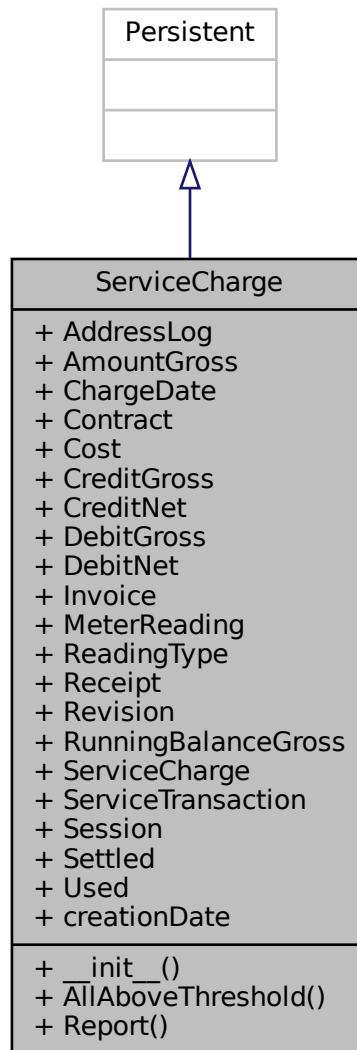 Persistent
ServiceCharge
+ AddressLog
+ AmountGross
+ ChargeDate
+ Contract
+ Cost
+ CreditGross
+ CreditNet
+ DebitGross
+ DebitNet
+ Invoice
+ MeterReading
+ ReadingType
+ Receipt
+ Revision
+ RunningBalanceGross
+ ServiceCharge
+ ServiceTransaction
+ Session
+ Settled
+ Used
+ creationDate
+ __init__()
+ AllAboveThreshold()
+ Report()